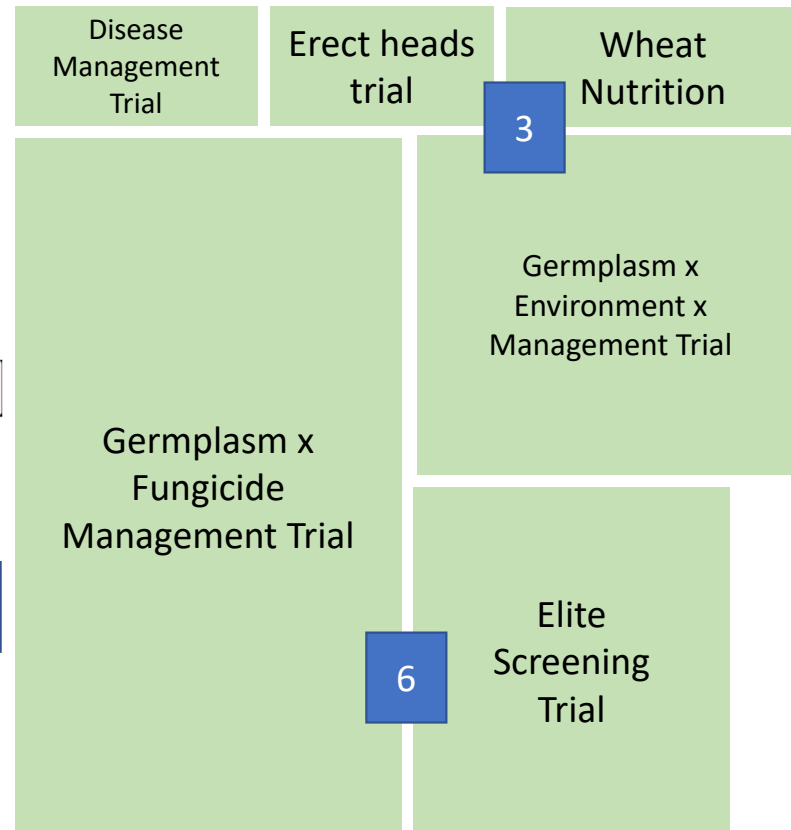 Disease
Management
Trial
Erect heads
trial
Wheat
Nutrition
3
Germplasm x
Environment x
Management Trial
Germplasm x
Fungicide
Management Trial
6
Elite
Screening
Trial